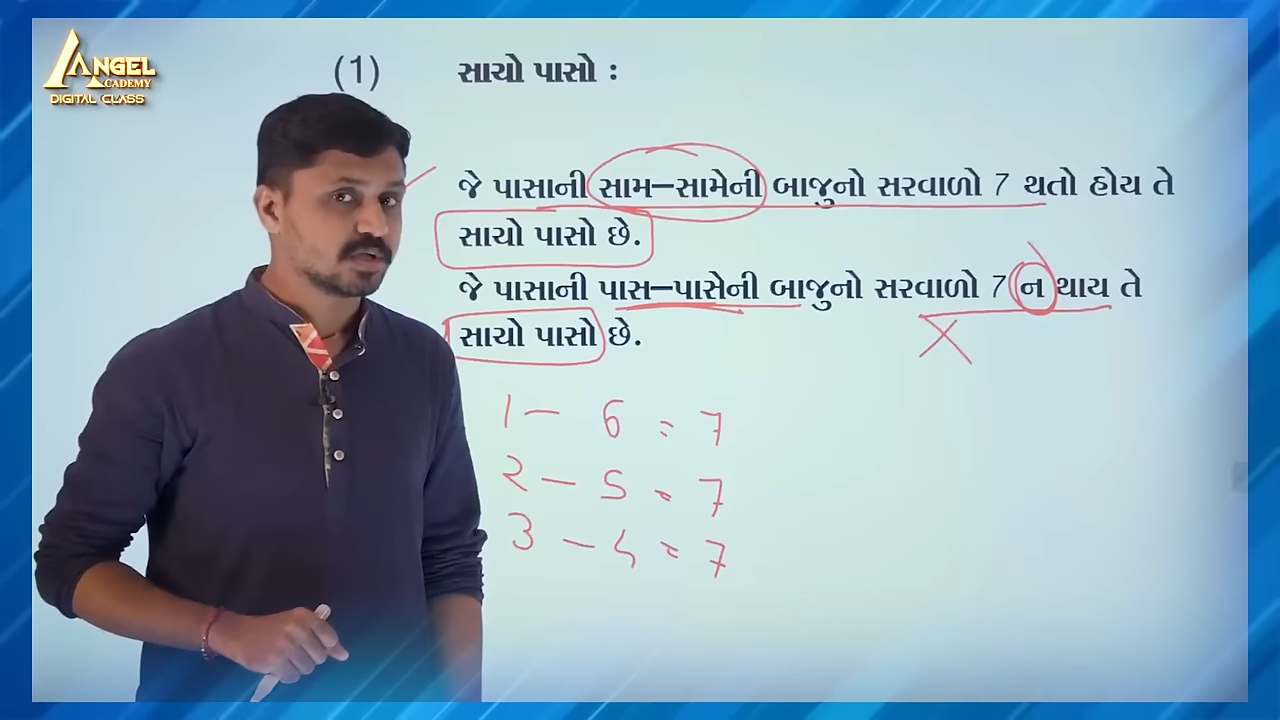 ANGEL
ACADEMY
DIGITAL CLASS
(1) સાચો પાસો :
જે પાસાની સામ–સામેની બાજુનો સરવાળો 7 થતો હોય તે
સાચો પાસો છે.
જે પાસાની પાસ–પાસેની બાજુનો સરવાળો 7 ન થાય તે
સાચો પાસો છે.
1 – 6 = 7
2 – 5 = 7
3 – 4 = 7